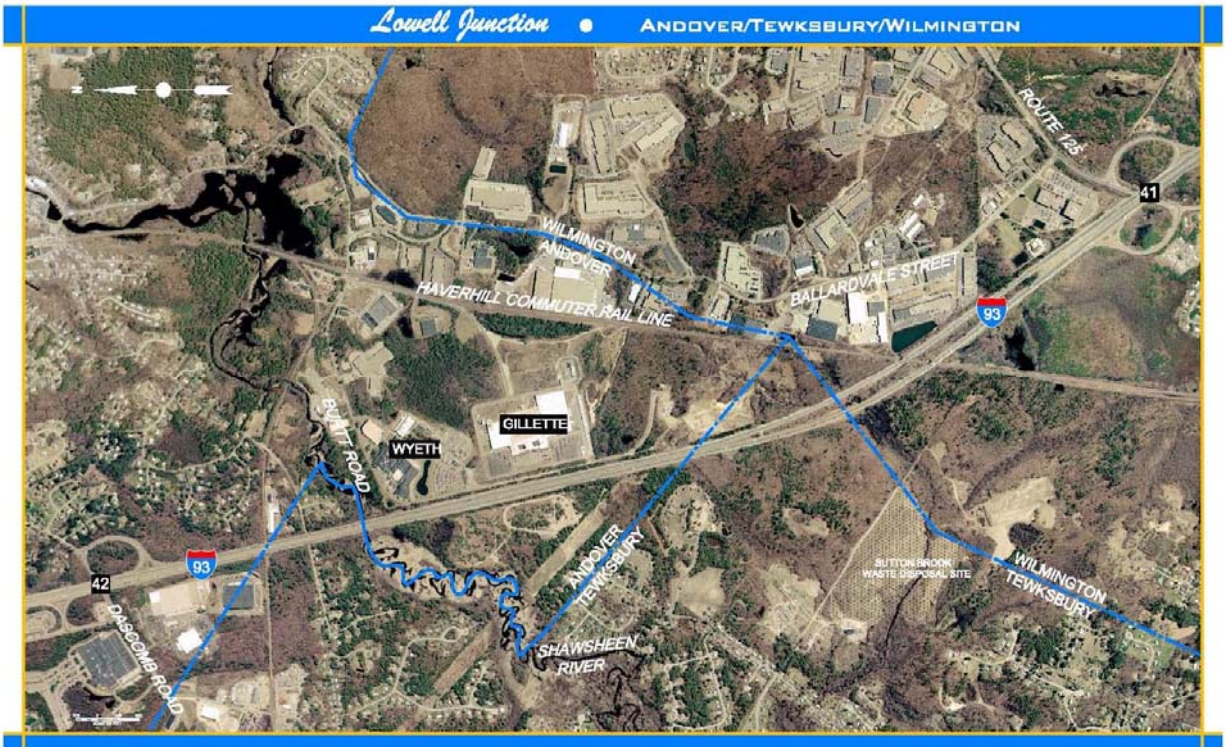 Lowell Junction • ANDOVER/TEWKSBURY/WILMINGTON
N
ROUTE 125
41
WILMINGTON
ANDOVER
BALLARDVALE STREET
HAVERHILL COMMUTER RAIL LINE
93
GILLETTE
WYETH
BURTT ROAD
93
42
DASCOMB ROAD
ANDOVER
TEWKSBURY
SUTTON BROOK
WASTE DISPOSAL SITE
WILMINGTON
TEWKSBURY
SHAWSHEEN
RIVER